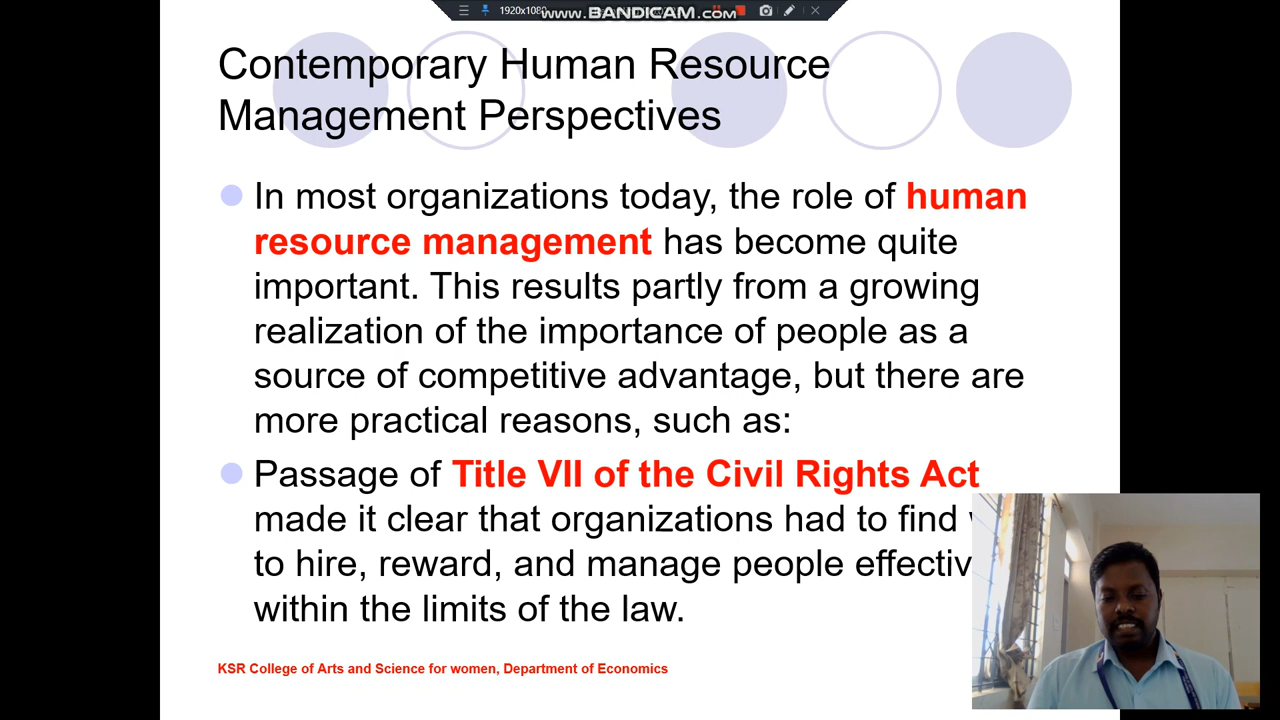 1920x1080
www.BANDICAM.com
Contemporary Human Resource
Management Perspectives
In most organizations today, the role of human
resource management has become quite
important. This results partly from a growing
realization of the importance of people as a
source of competitive advantage, but there are
more practical reasons, such as:
Passage of Title VII of the Civil Rights Act
made it clear that organizations had to find
to hire, reward, and manage people
within the limits of the law.
KSR College of Arts and Science for women, Department of Economics